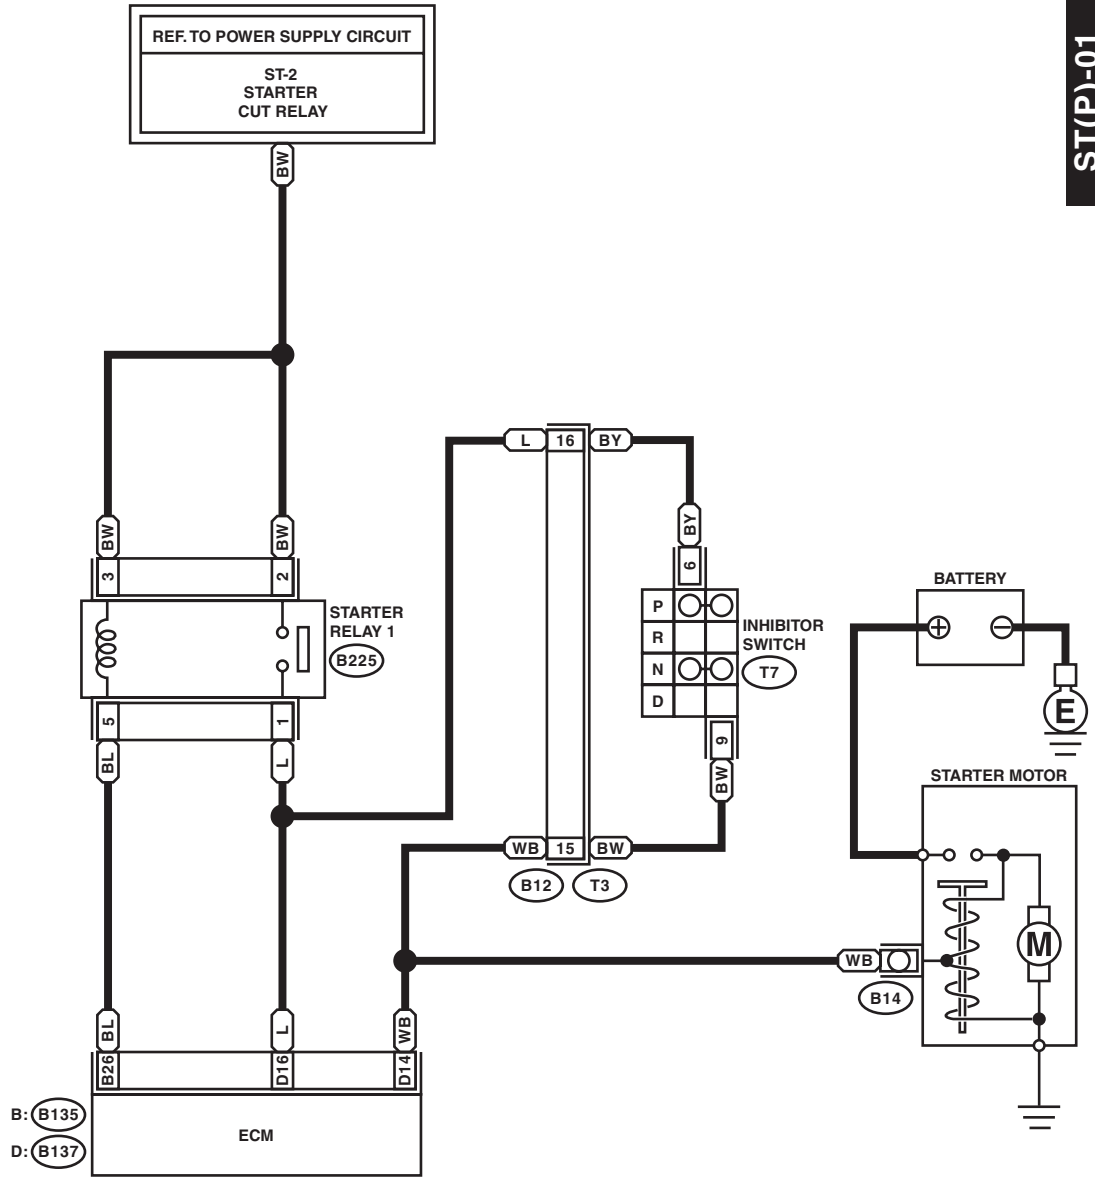 ST(P)-01
REF. TO POWER SUPPLY CIRCUIT
ST-2
STARTER
CUT RELAY
BW
L
16
BY
BW
BW
BY
3
2
6
BATTERY
P
R
N
D
INHIBITOR
SWITCH
T7
+
−
STARTER
RELAY 1
B225
E
5
1
9
BL
L
BW
STARTER MOTOR
WB
15
BW
B12
T3
M
WB
B14
BL
L
WB
B26
D16
D14
B: B135
D: B137
ECM